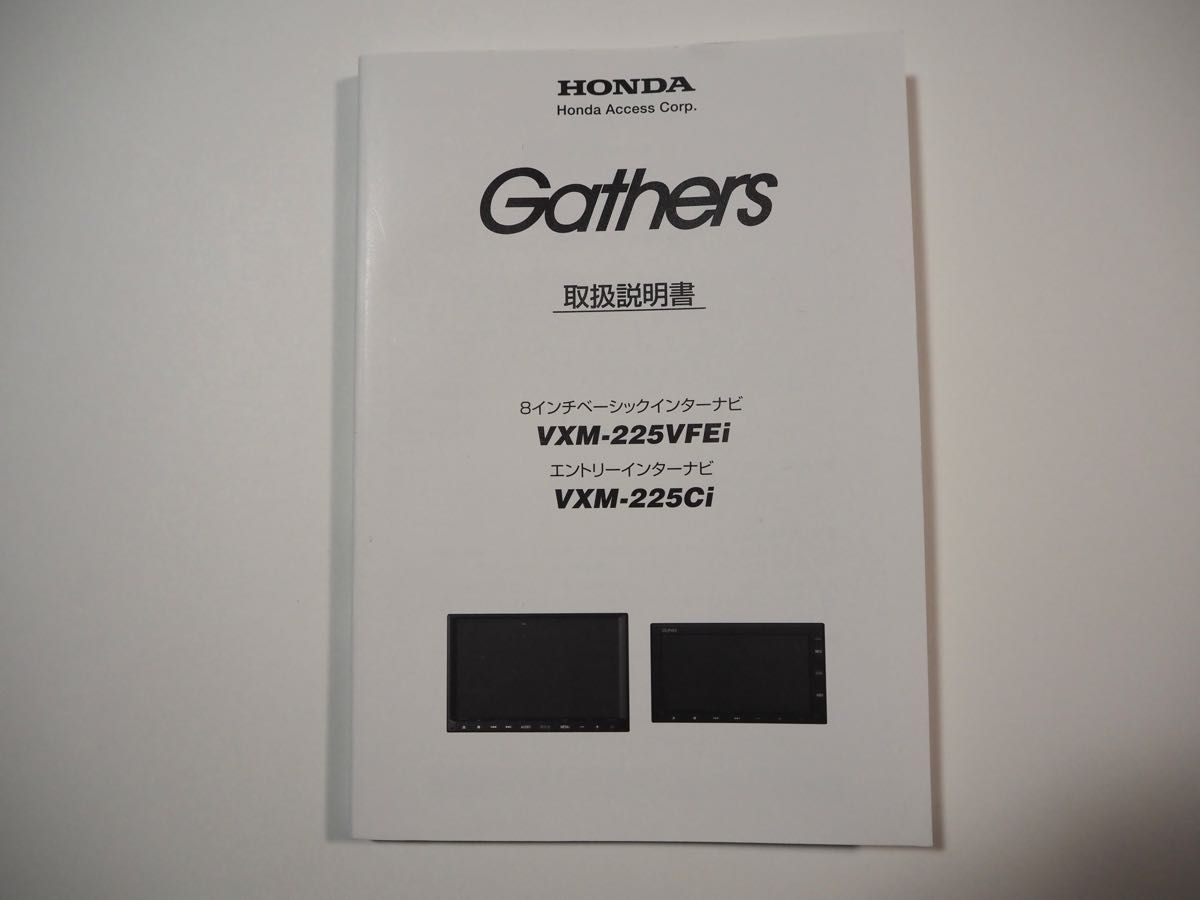 HONDA
Honda Access Corp.
Gathers
取扱説明書
8インチベーシックインターナビ
VXM-225VFEi
エントリーインターナビ
VXM-225Ci